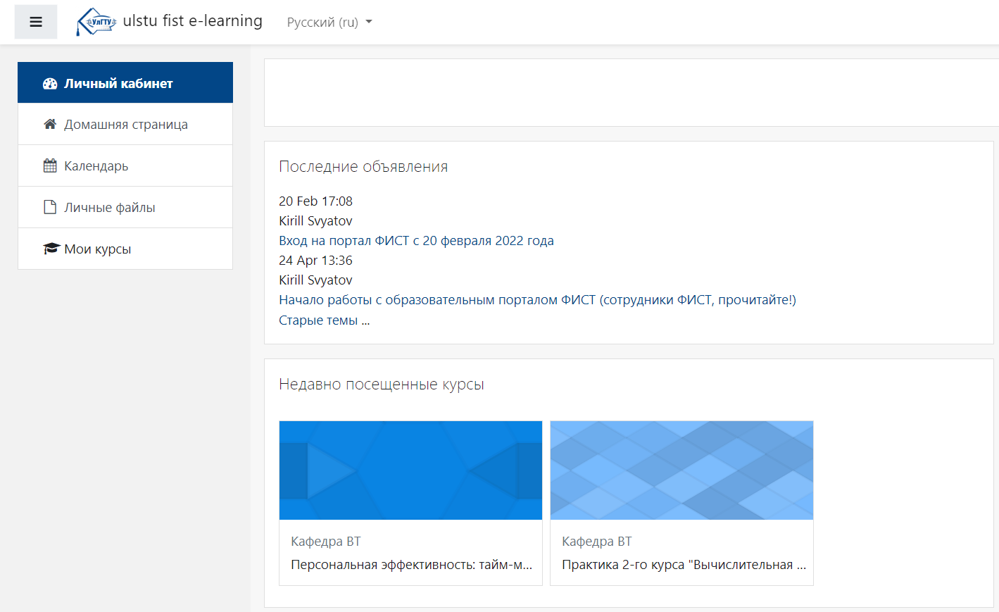 УлГТУ
ulstu fist e-learning
Русский (ru)
Личный кабинет
Домашняя страница
Календарь
Личные файлы
Мои курсы
Последние объявления
20 Feb 17:08
Kirill Svyatov
Вход на портал ФИСТ с 20 февраля 2022 года
24 Apr 13:36
Kirill Svyatov
Начало работы с образовательным порталом ФИСТ (сотрудники ФИСТ, прочитайте!)
Старые темы ...
Недавно посещенные курсы
Кафедра ВТ
Персональная эффективность: тайм-м...
Кафедра ВТ
Практика 2-го курса "Вычислительная ...